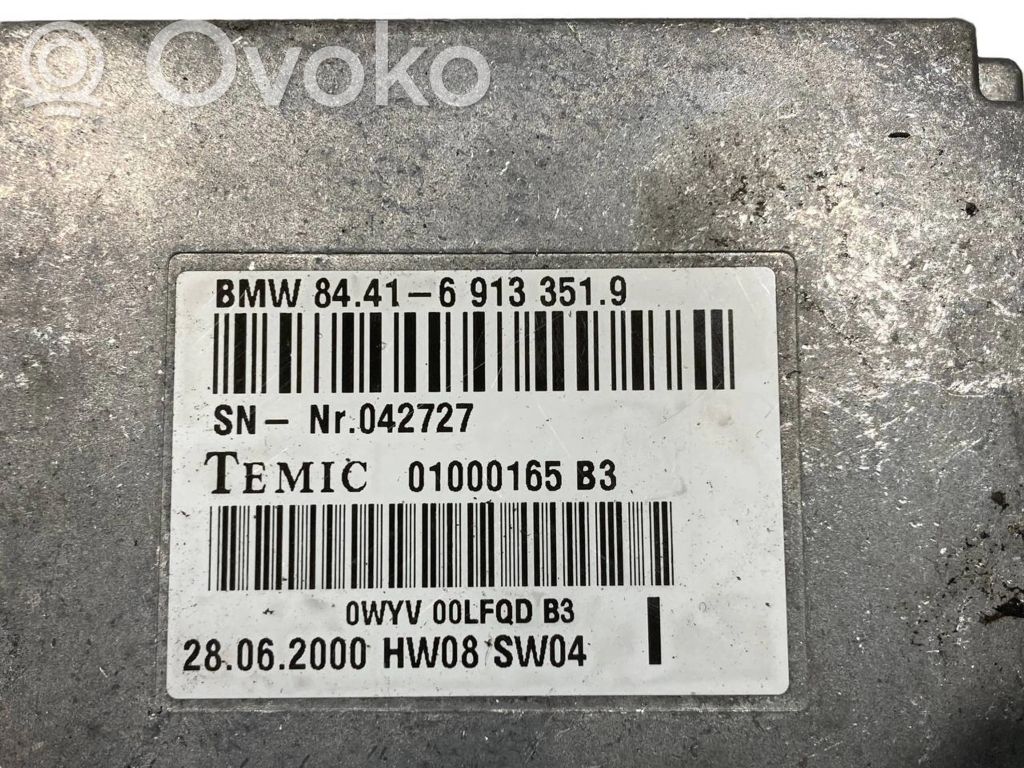 Ovoko
BMW 84.41-6 913 351.9
SN- Nr.042727
TEMIC 01000165 B3
0WYV 00LFQD B3
28.06.2000 HW08 SW04